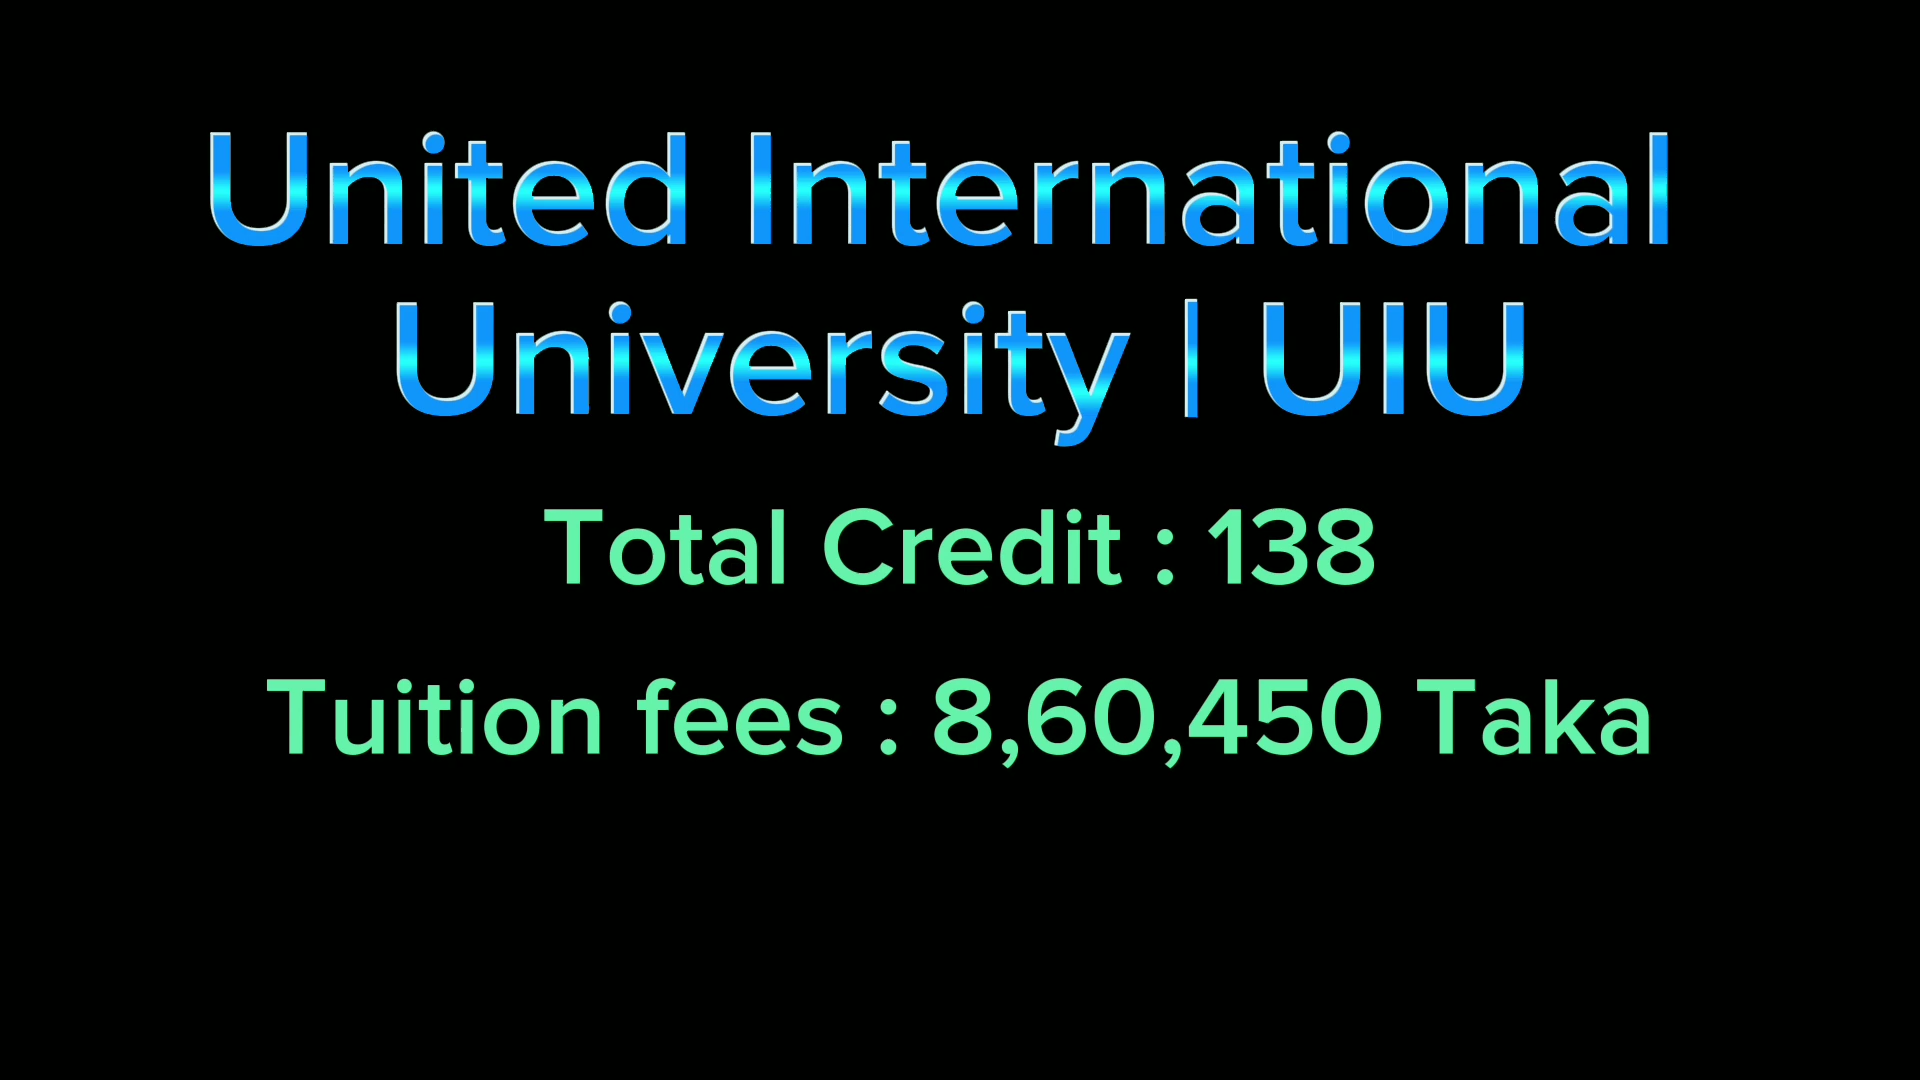 United International
University | UIU
Total Credit : 138
Tuition fees : 8,60,450 Taka